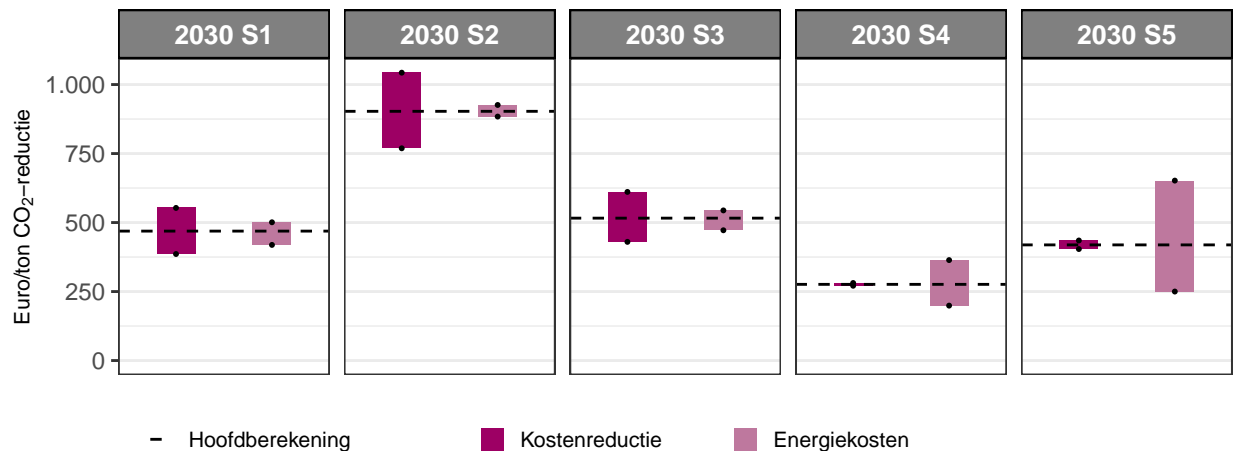 2030 S1 2030 S2 2030 S3 2030 S4 2030 S5
Euro/ton CO₂−reductie
1.000
750
500
250
0
Hoofdberekening Kostenreductie Energiekosten